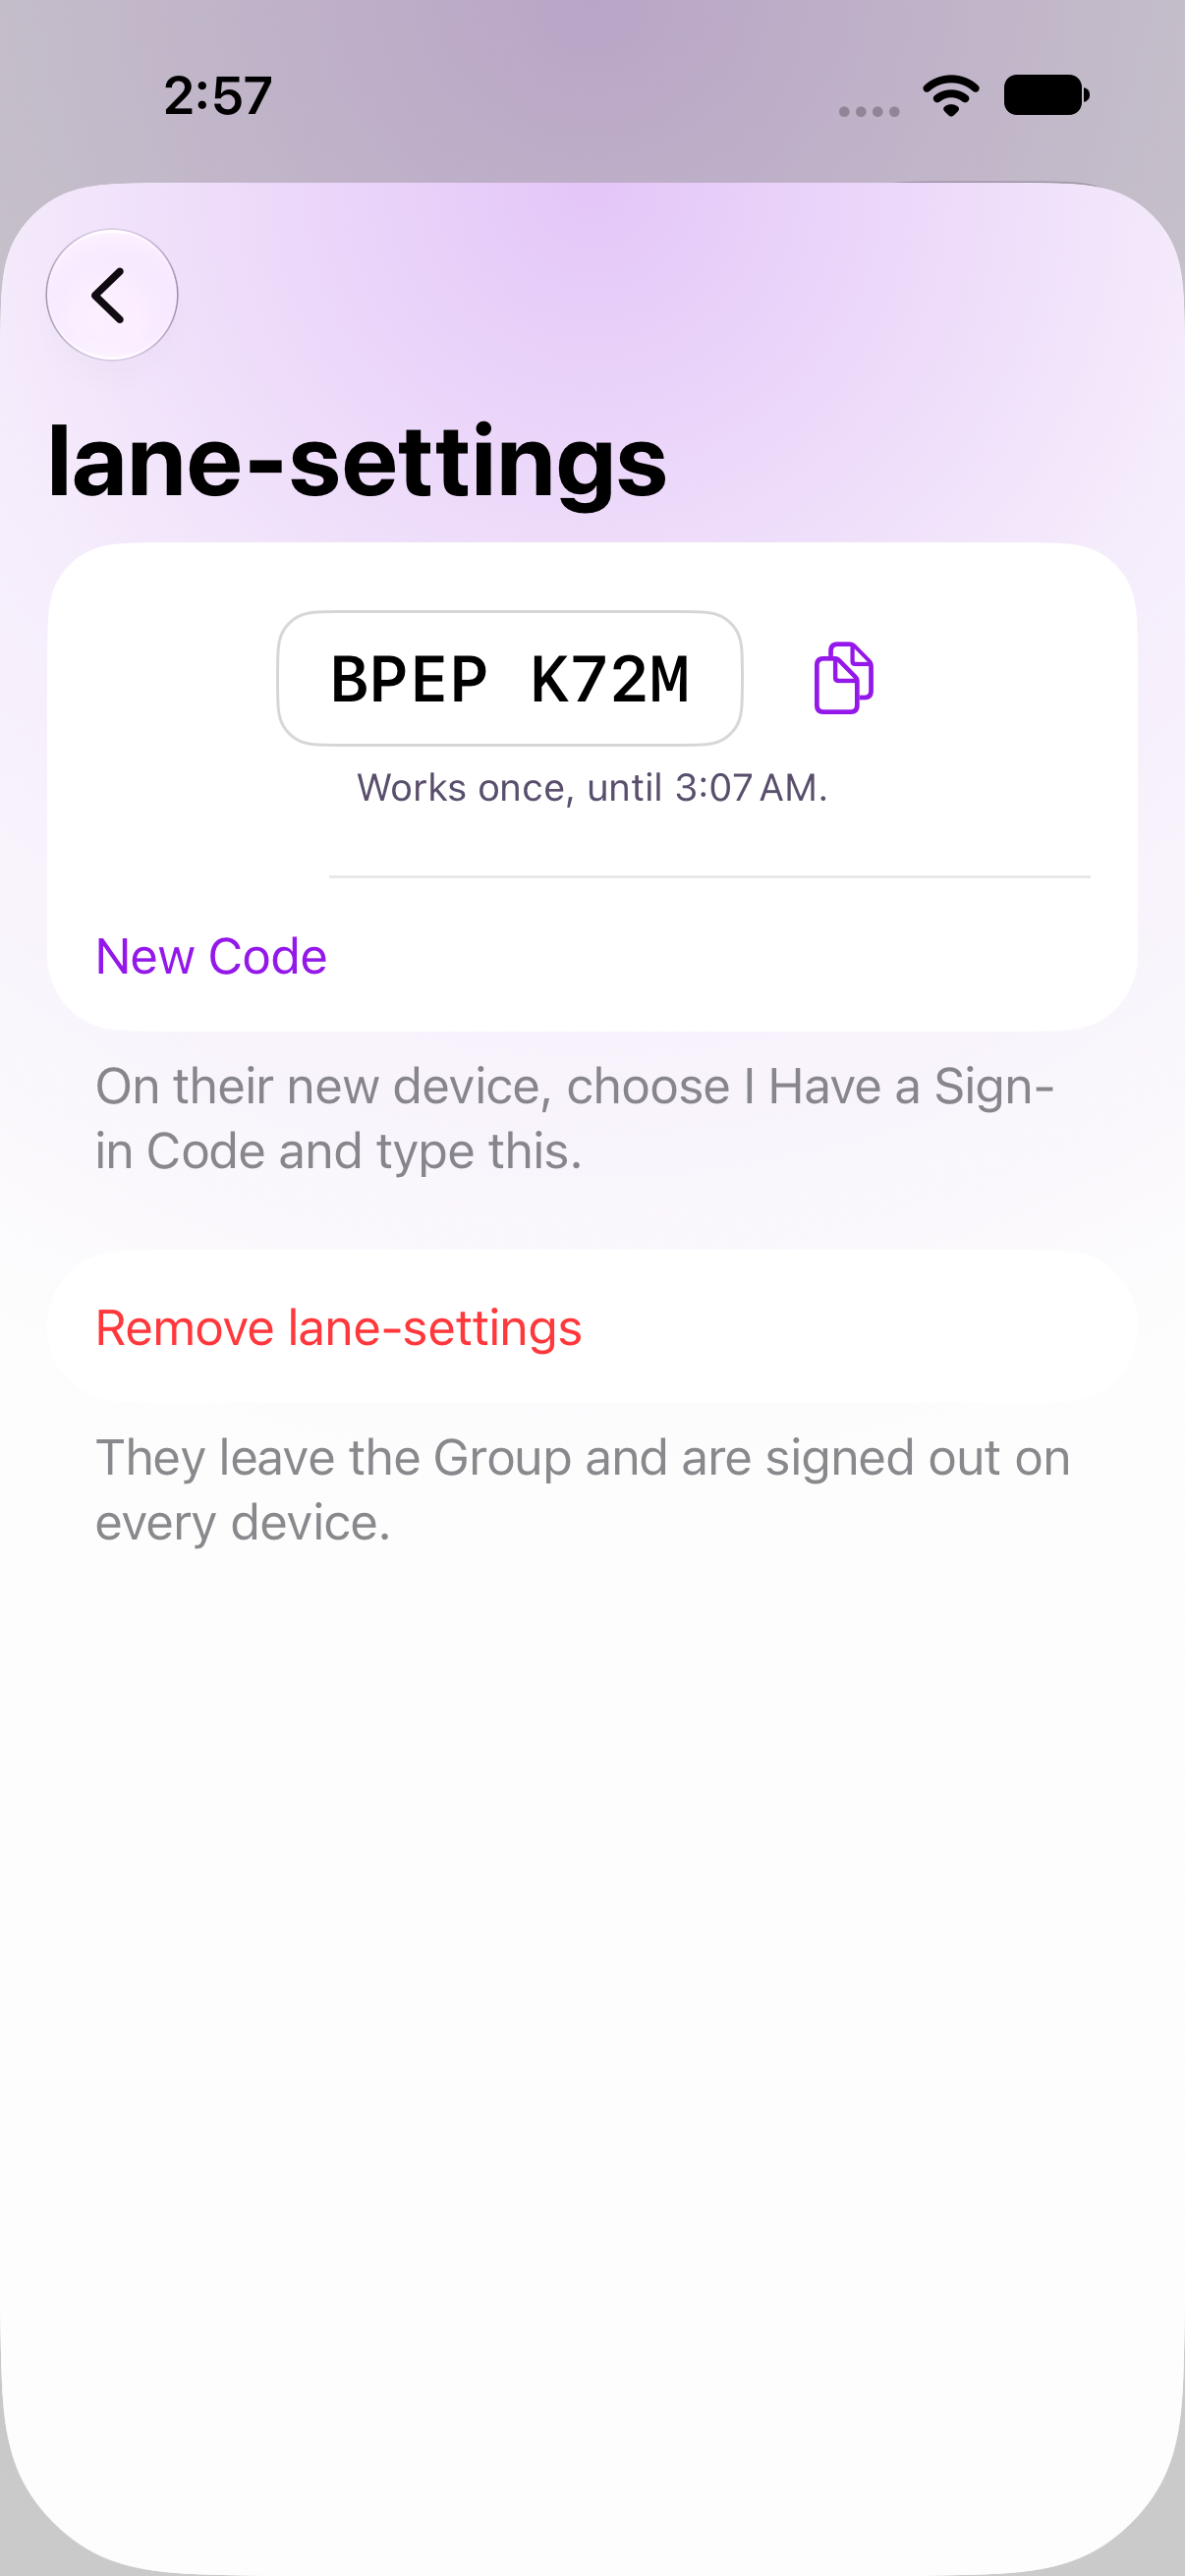 2:57
lane-settings
BPEP K72M
Works once, until 3:07 AM.
New Code
On their new device, choose I Have a Sign-
in Code and type this.
Remove lane-settings
They leave the Group and are signed out on
every device.